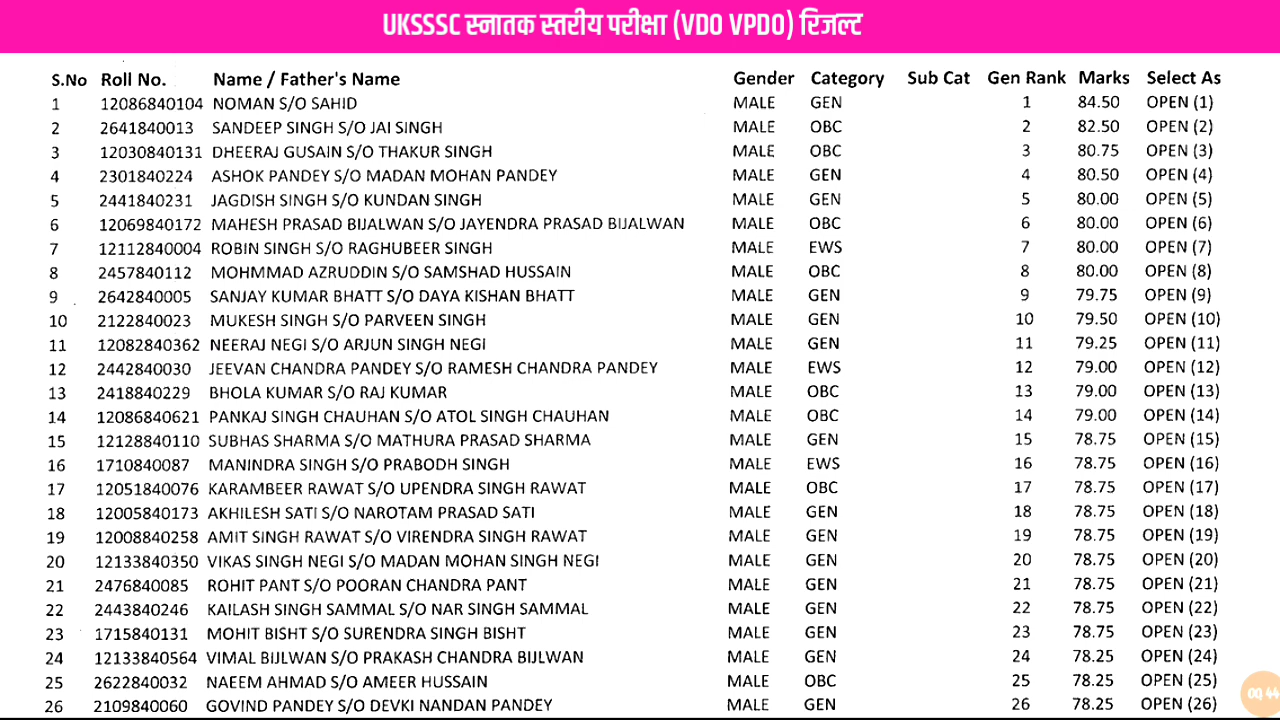 UKSSSC स्नातक स्तरीय परीक्षा (VDO VPDO) रिजल्ट
S.No Roll No. Name / Father's Name Gender Category Sub Cat Gen Rank Marks Select As
1 12086840104 NOMAN S/O SAHID MALE GEN 1 84.50 OPEN (1)
2 2641840013 SANDEEP SINGH S/O JAI SINGH MALE OBC 2 82.50 OPEN (2)
3 12030840131 DHEERAJ GUSAIN S/O THAKUR SINGH MALE OBC 3 80.75 OPEN (3)
4 2301840224 ASHOK PANDEY S/O MADAN MOHAN PANDEY MALE GEN 4 80.50 OPEN (4)
5 2441840231 JAGDISH SINGH S/O KUNDAN SINGH MALE GEN 5 80.00 OPEN (5)
6 12069840172 MAHESH PRASAD BIJALWAN S/O JAYENDRA PRASAD BIJALWAN MALE OBC 6 80.00 OPEN (6)
7 12112840004 ROBIN SINGH S/O RAGHUBEER SINGH MALE EWS 7 80.00 OPEN (7)
8 2457840112 MOHMMAD AZRUDDIN S/O SAMSHAD HUSSAIN MALE OBC 8 80.00 OPEN (8)
9 2642840005 SANJAY KUMAR BHATT S/O DAYA KISHAN BHATT MALE GEN 9 79.75 OPEN (9)
10 2122840023 MUKESH SINGH S/O PARVEEN SINGH MALE GEN 10 79.50 OPEN (10)
11 12082840362 NEERAJ NEGI S/O ARJUN SINGH NEGI MALE GEN 11 79.25 OPEN (11)
12 2442840030 JEEVAN CHANDRA PANDEY S/O RAMESH CHANDRA PANDEY MALE EWS 12 79.00 OPEN (12)
13 2418840229 BHOLA KUMAR S/O RAJ KUMAR MALE OBC 13 79.00 OPEN (13)
14 12086840621 PANKAJ SINGH CHAUHAN S/O ATOL SINGH CHAUHAN MALE OBC 14 79.00 OPEN (14)
15 12128840110 SUBHAS SHARMA S/O MATHURA PRASAD SHARMA MALE GEN 15 78.75 OPEN (15)
16 1710840087 MANINDRA SINGH S/O PRABODH SINGH MALE EWS 16 78.75 OPEN (16)
17 12051840076 KARAMBEER RAWAT S/O UPENDRA SINGH RAWAT MALE OBC 17 78.75 OPEN (17)
18 12005840173 AKHILESH SATI S/O NAROTAM PRASAD SATI MALE GEN 18 78.75 OPEN (18)
19 12008840258 AMIT SINGH RAWAT S/O VIRENDRA SINGH RAWAT MALE GEN 19 78.75 OPEN (19)
20 12133840350 VIKAS SINGH NEGI S/O MADAN MOHAN SINGH NEGI MALE GEN 20 78.75 OPEN (20)
21 2476840085 ROHIT PANT S/O POORAN CHANDRA PANT MALE GEN 21 78.75 OPEN (21)
22 2443840246 KAILASH SINGH SAMMAL S/O NAR SINGH SAMMAL MALE GEN 22 78.75 OPEN (22)
23 1715840131 MOHIT BISHT S/O SURENDRA SINGH BISHT MALE GEN 23 78.75 OPEN (23)
24 12133840564 VIMAL BIJLWAN S/O PRAKASH CHANDRA BIJLWAN MALE GEN 24 78.25 OPEN (24)
25 2622840032 NAEEM AHMAD S/O AMEER HUSSAIN MALE OBC 25 78.25 OPEN (25)
26 2109840060 GOVIND PANDEY S/O DEVKI NANDAN PANDEY MALE GEN 26 78.25 OPEN (26)
00:44